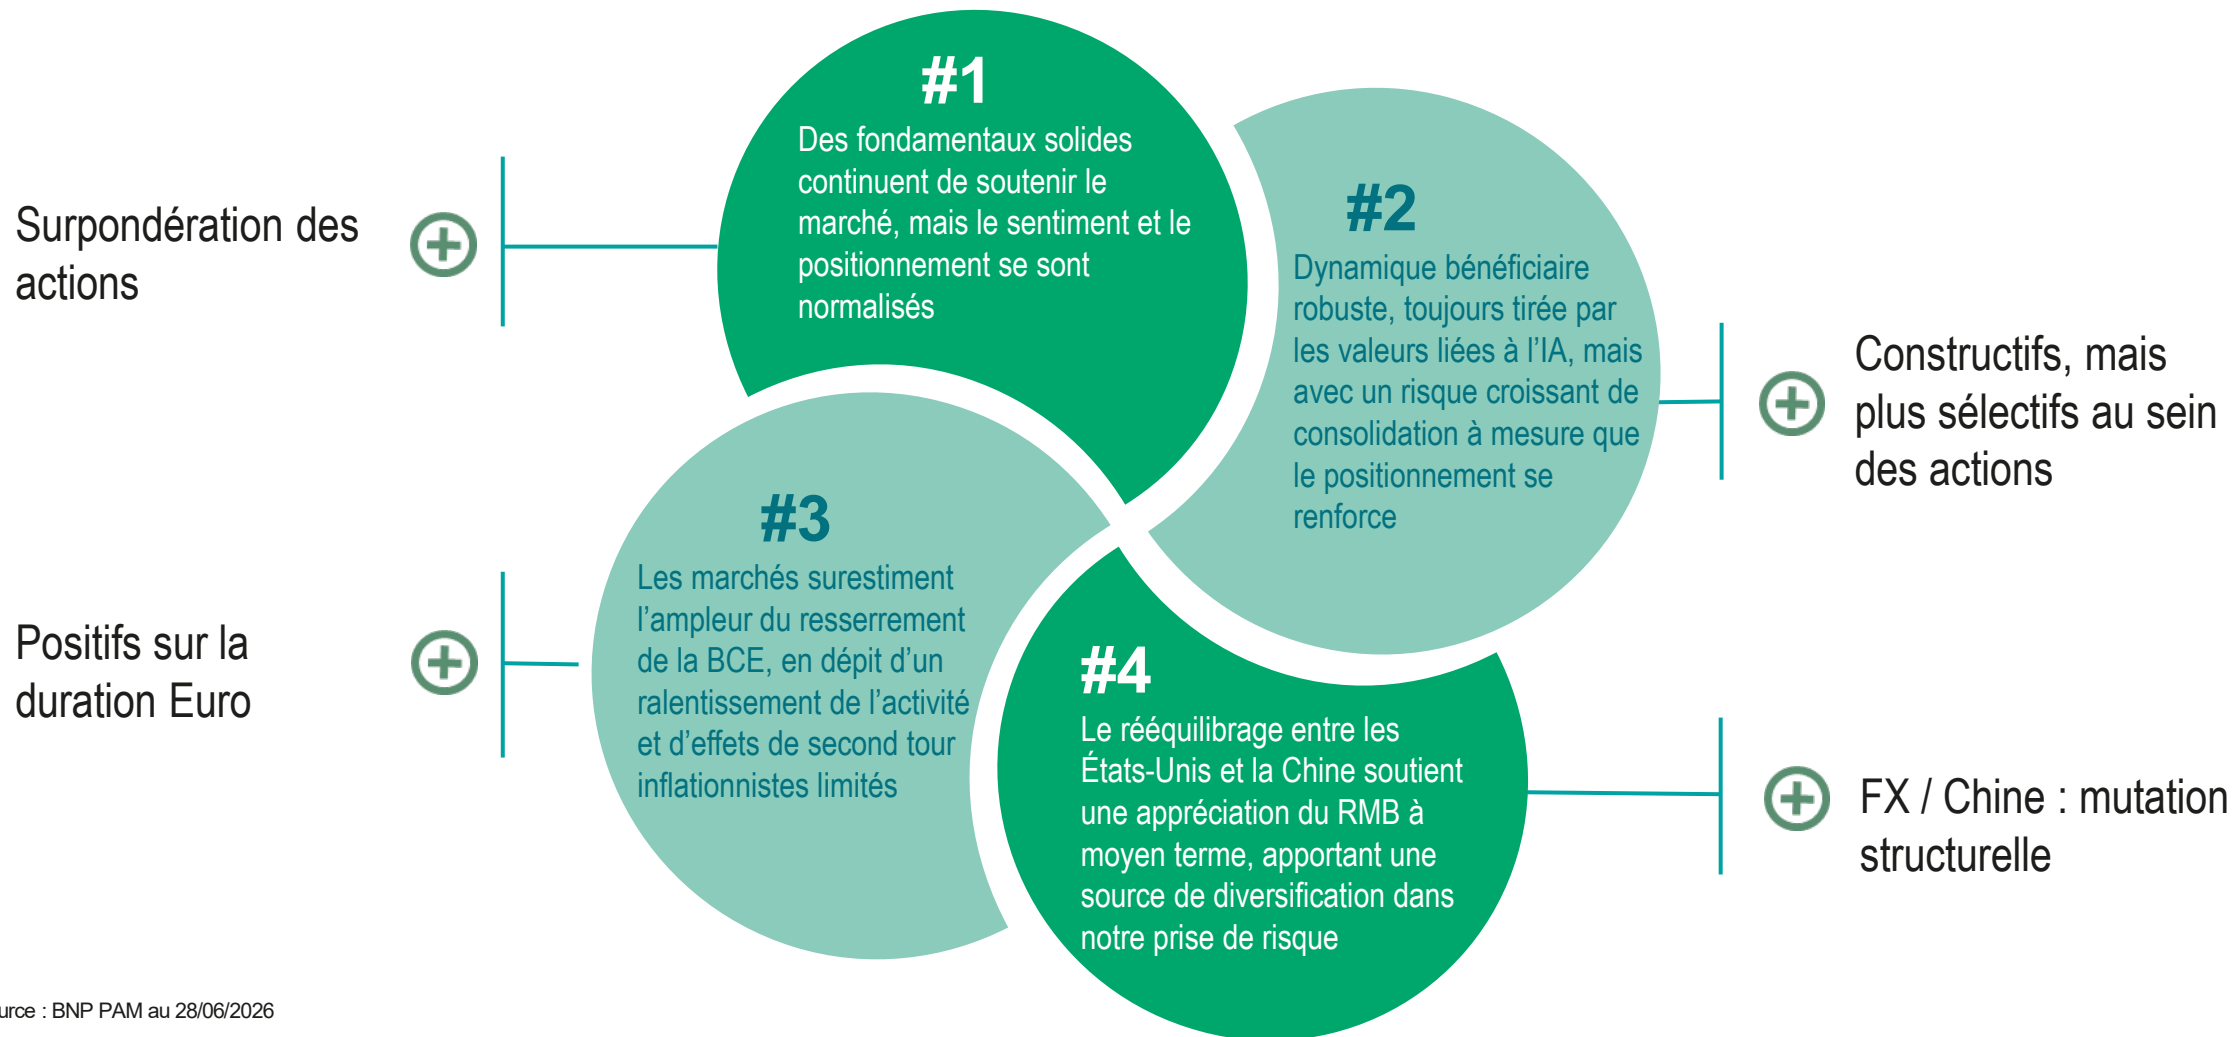 Surpondération des
actions
#1
Des fondamentaux solides
continuent de soutenir le
marché, mais le sentiment et le
positionnement se sont
normalisés
#2
Dynamique bénéficiaire
robuste, toujours tirée par
les valeurs liées à l’IA, mais
avec un risque croissant de
consolidation à mesure que
le positionnement se
renforce
Constructifs, mais
plus sélectifs au sein
des actions
Positifs sur la
duration Euro
#3
Les marchés surestiment
l’ampleur du resserrement
de la BCE, en dépit d’un
ralentissement de l’activité
et d’effets de second tour
inflationnistes limités
#4
Le rééquilibrage entre les
États-Unis et la Chine soutient
une appréciation du RMB à
moyen terme, apportant une
source de diversification dans
notre prise de risque
FX / Chine : mutation
structurelle
urce : BNP PAM au 28/06/2026